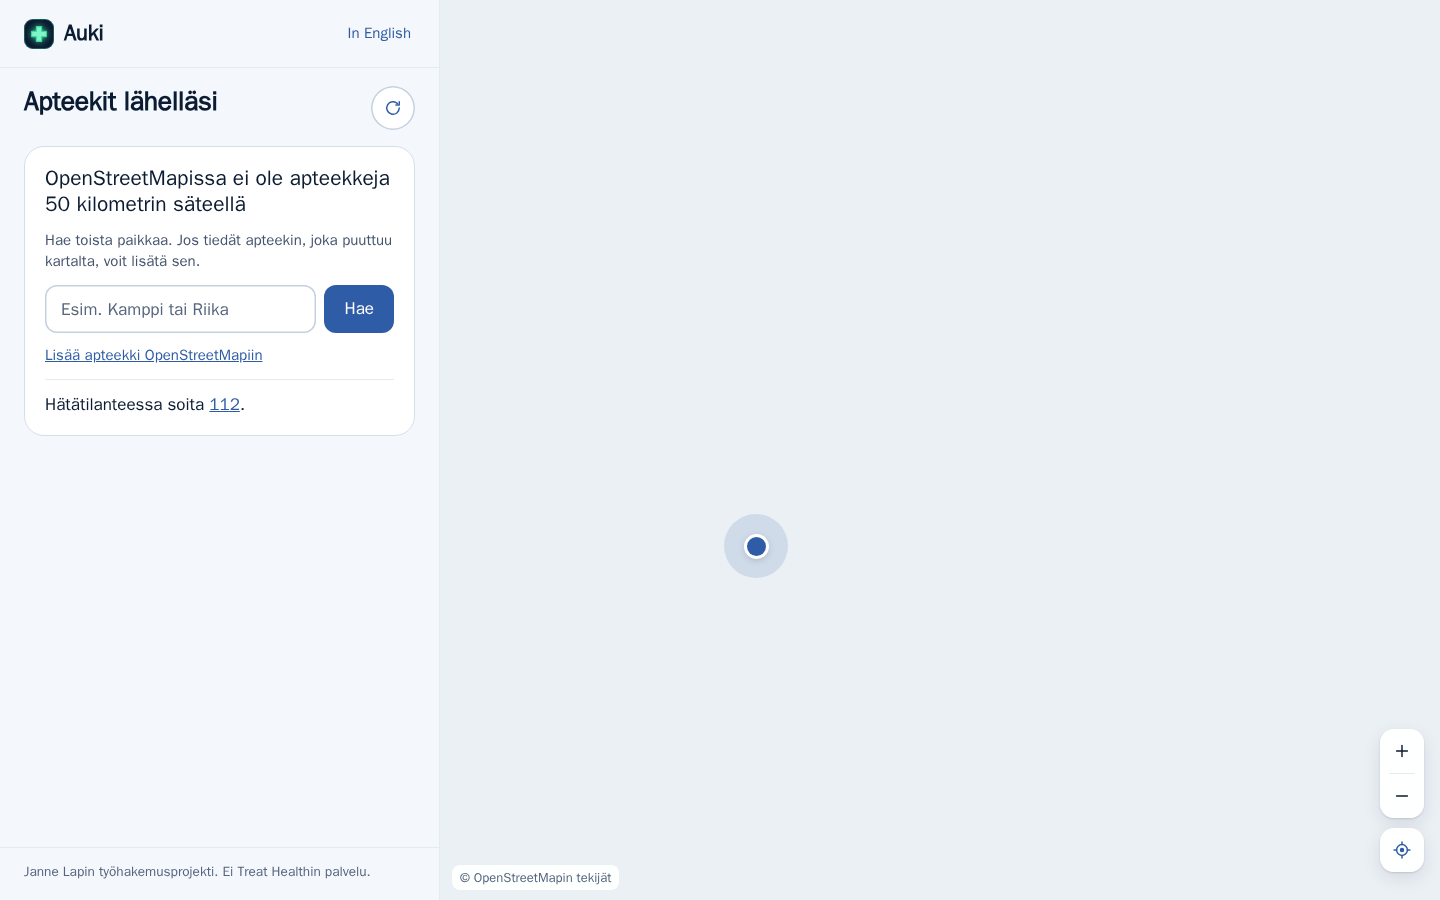 Auki
In English
Apteekit lähelläsi
OpenStreetMapissa ei ole apteekkeja
50 kilometrin säteellä
Hae toista paikkaa. Jos tiedät apteekin, joka puuttuu
kartalta, voit lisätä sen.
Esim. Kamppi tai Riika
Hae
Lisää apteekki OpenStreetMapiin
Hätätilanteessa soita 112.
Janne Lapin työhakemusprojekti. Ei Treat Healthin palvelu.
© OpenStreetMapin tekijät